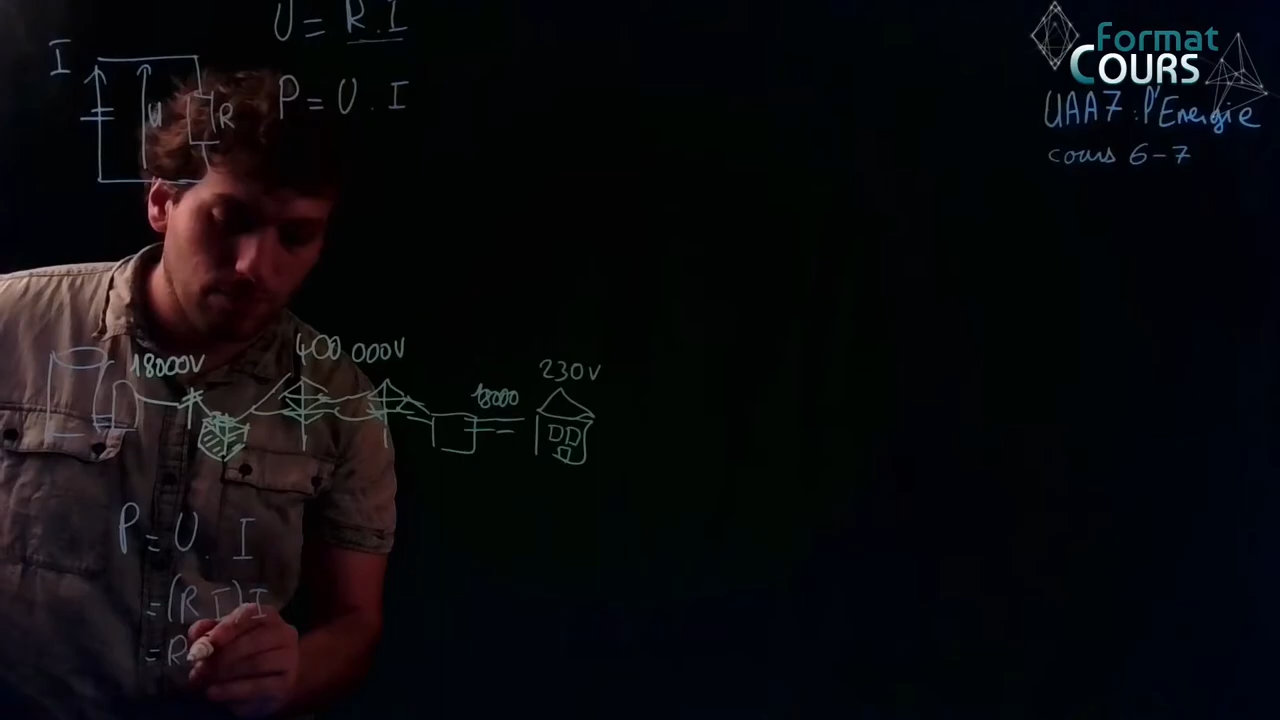 U = R . I
I
P = U . I
U
R
Format
Cours
UAA7 : l'Energie
cours 6-7
18000V
400 000V
18000
230V
P = U . I
= (R I) I
= R